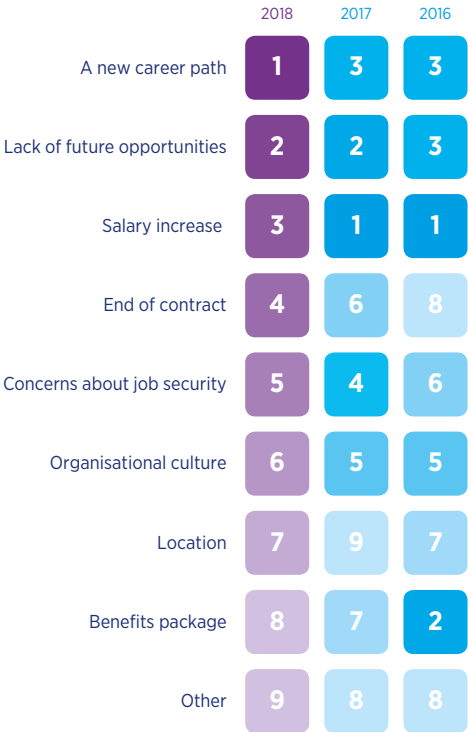 2018 2017 2016
A new career path 1 3 3
Lack of future opportunities 2 2 3
Salary increase 3 1 1
End of contract 4 6 8
Concerns about job security 5 4 6
Organisational culture 6 5 5
Location 7 9 7
Benefits package 8 7 2
Other 9 8 8